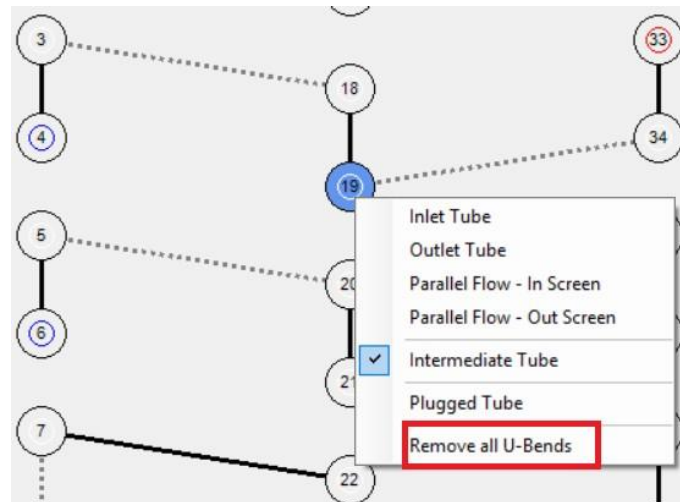 3
18
33
4
34
19
Inlet Tube
Outlet Tube
5
Parallel Flow - In Screen
20
Parallel Flow - Out Screen
6
Intermediate Tube
21
Plugged Tube
7
Remove all U-Bends
22